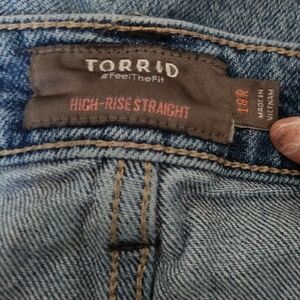 TORRID
#FeelTheFit
HIGH-RISE STRAIGHT
18R
MADE IN
VIETNAM